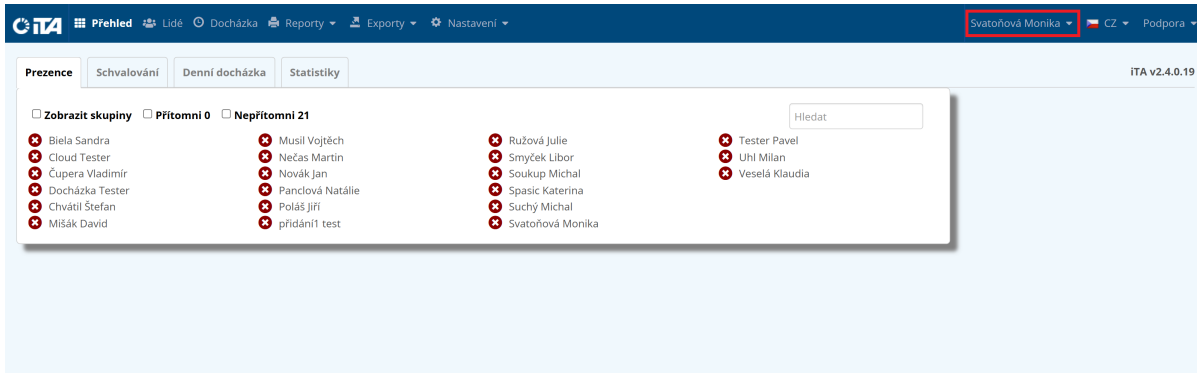 iTA Přehled Lidé Docházka Reporty Exporty Nastavení Svatoňová Monika CZ Podpora
Prezence Schvalování Denní docházka Statistiky iTA v2.4.0.19
Zobrazit skupiny Přítomni 0 Nepřítomni 21 Hledat
Biela Sandra Musil Vojtěch Ružová Julie Tester Pavel
Cloud Tester Nečas Martin Smyček Libor Uhl Milan
Čupera Vladimír Novák Jan Soukup Michal Veselá Klaudia
Docházka Tester Panclová Natálie Spasic Katerina
Chvátil Štefan Poláš Jiří Suchý Michal
Mišák David přidání1 test Svatoňová Monika